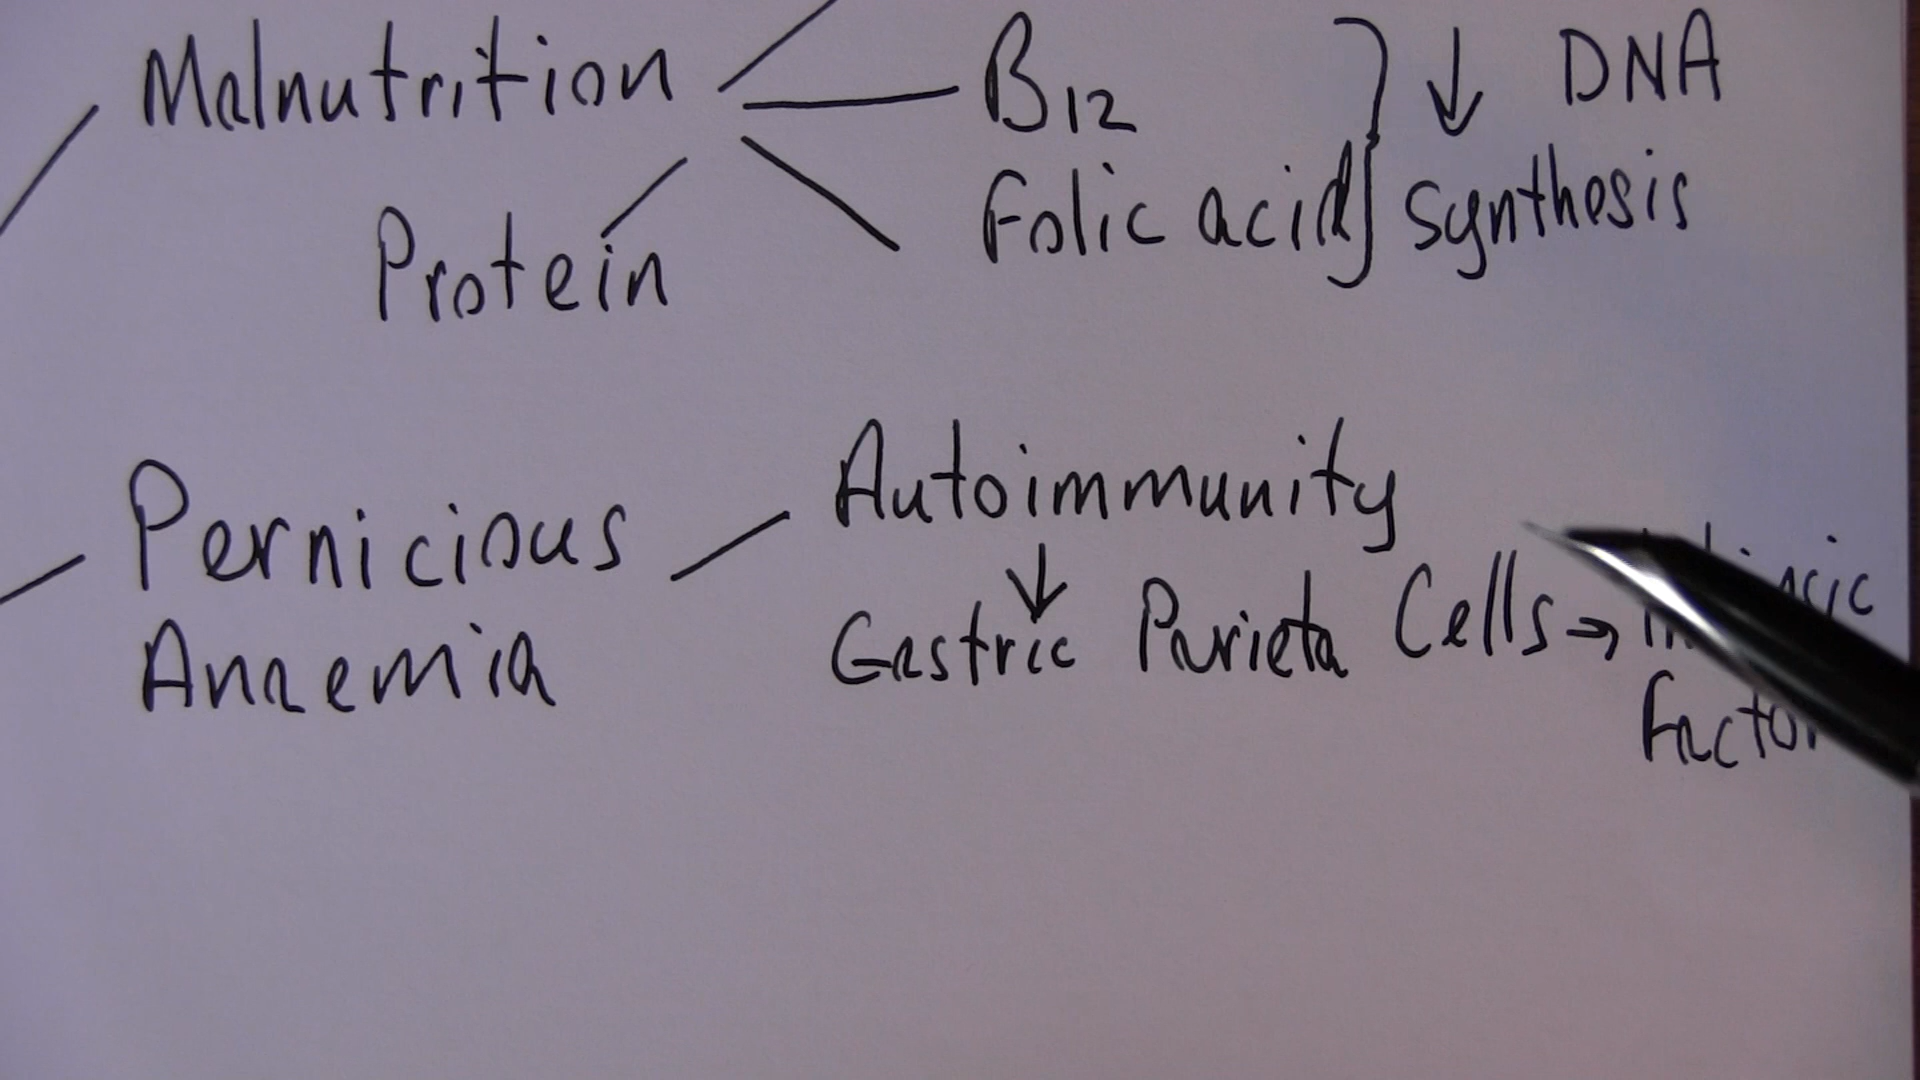 Malnutrition
B12
↓ DNA
Protein
Folic acid
synthesis
Pernicious
Anaemia
Autoimmunity
↓
Gastric Parieta Cells →
Factor